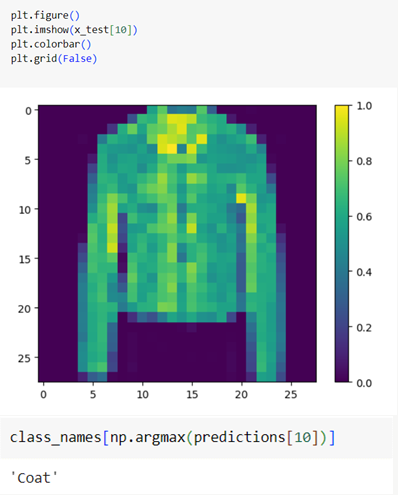 plt.figure()
plt.imshow(x_test[10])
plt.colorbar()
plt.grid(False)
0
5
10
15
20
25
0 5 10 15 20 25
1.0
0.8
0.6
0.4
0.2
0.0
class_names[np.argmax(predictions[10])]
'Coat'